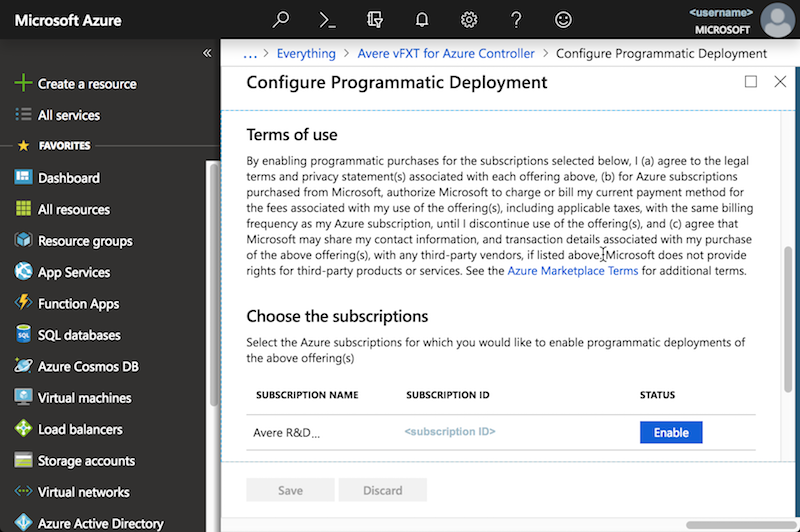 Microsoft Azure
<username>
MICROSOFT
… > Everything > Avere vFXT for Azure Controller > Configure Programmatic Deployment
Create a resource
All services
FAVORITES
Dashboard
All resources
Resource groups
App Services
Function Apps
SQL databases
Azure Cosmos DB
Virtual machines
Load balancers
Storage accounts
Virtual networks
Azure Active Directory
Configure Programmatic Deployment
Terms of use
By enabling programmatic purchases for the subscriptions selected below, I (a) agree to the legal
terms and privacy statement(s) associated with each offering above, (b) for Azure subscriptions
purchased from Microsoft, authorize Microsoft to charge or bill my current payment method for
the fees associated with my use of the offering(s), including applicable taxes, with the same billing
frequency as my Azure subscription, until I discontinue use of the offering(s), and (c) agree that
Microsoft may share my contact information, and transaction details associated with my purchase
of the above offering(s), with any third-party vendors, if listed above. Microsoft does not provide
rights for third-party products or services. See the Azure Marketplace Terms for additional terms.
Choose the subscriptions
Select the Azure subscriptions for which you would like to enable programmatic deployments of
the above offering(s)
SUBSCRIPTION NAME SUBSCRIPTION ID STATUS
Avere R&D... <subscription ID> Enable
Save Discard